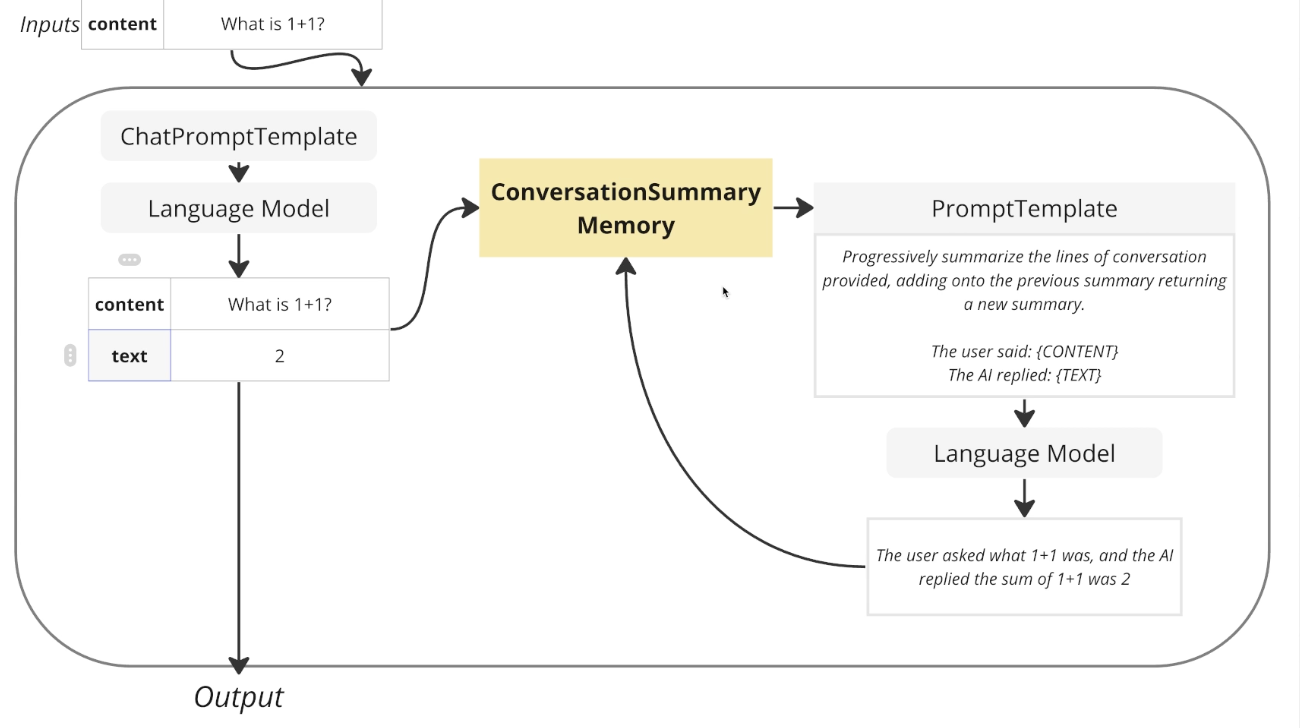 Inputs
content
What is 1+1?
ChatPromptTemplate
Language Model
content
What is 1+1?
text
2
Output
ConversationSummary
Memory
PromptTemplate
Progressively summarize the lines of conversation
provided, adding onto the previous summary returning
a new summary.
The user said: {CONTENT}
The AI replied: {TEXT}
Language Model
The user asked what 1+1 was, and the AI
replied the sum of 1+1 was 2